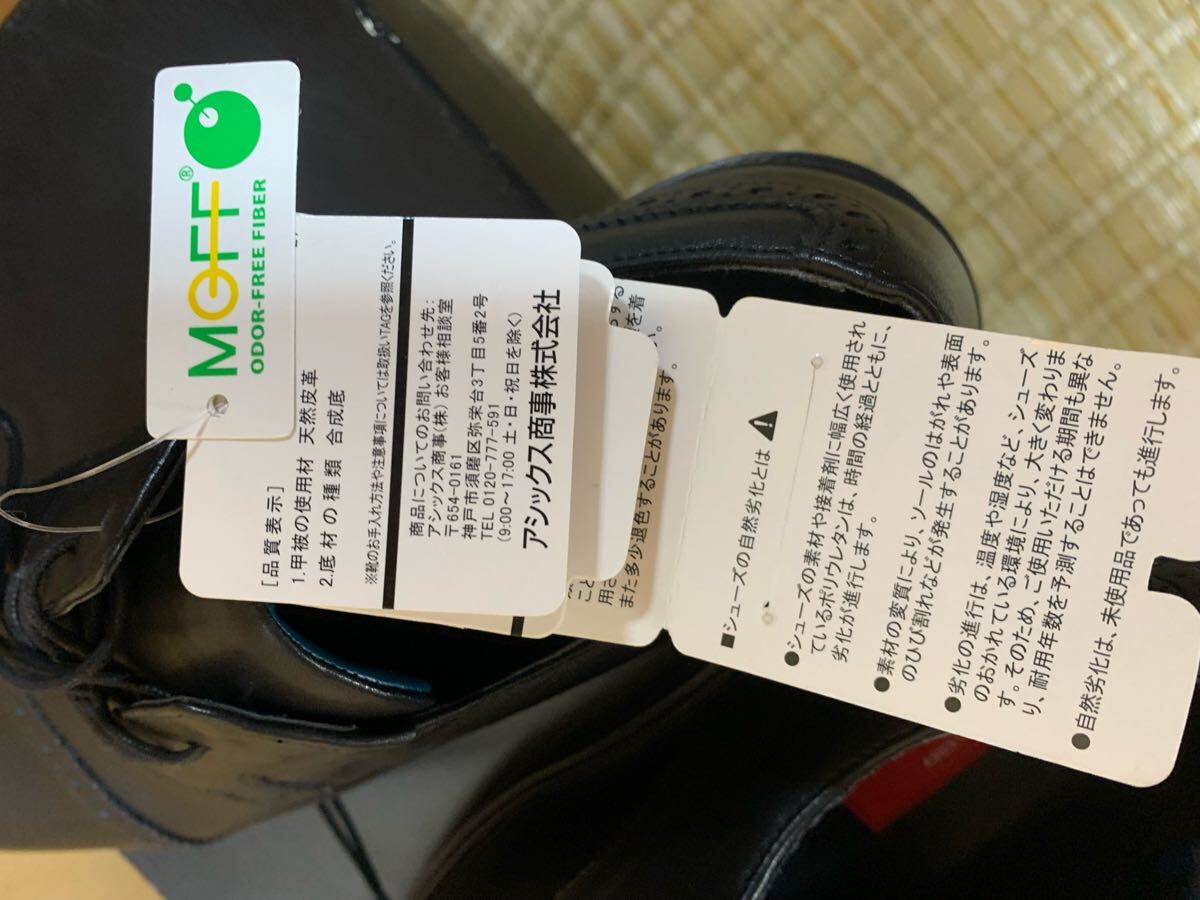 MOFF®
ODOR-FREE FIBER
[品質表示]
1.甲被の使用材 天然皮革
2.底材の種類 合成底
※靴のお手入れ方法や注意事項については取扱いTAGを参照ください。
商品についてのお問い合わせ先:
アシックス商事(株) お客様相談室
〒654-0161
神戸市須磨区弥栄台3丁目5番2号
TEL 0120-777-591
(9:00~17:00 土・日・祝日を除く)
アシックス商事株式会社
する
を着
こと
用さ
また多少退色することがあります。
■シューズの自然劣化とは
●シューズの素材や接着剤に幅広く使用され
ているポリウレタンは、時間の経過とともに、
劣化が進行します。
●素材の変質により、ソールのはがれや表面
のひび割れなどが発生することがあります。
●劣化の進行は、温度や湿度など、シューズ
のおかれている環境により、大きく変わりま
す。そのため、ご使用いただける期間も異な
り、耐用年数を予測することはできません。
●自然劣化は、未使用品であっても進行します。